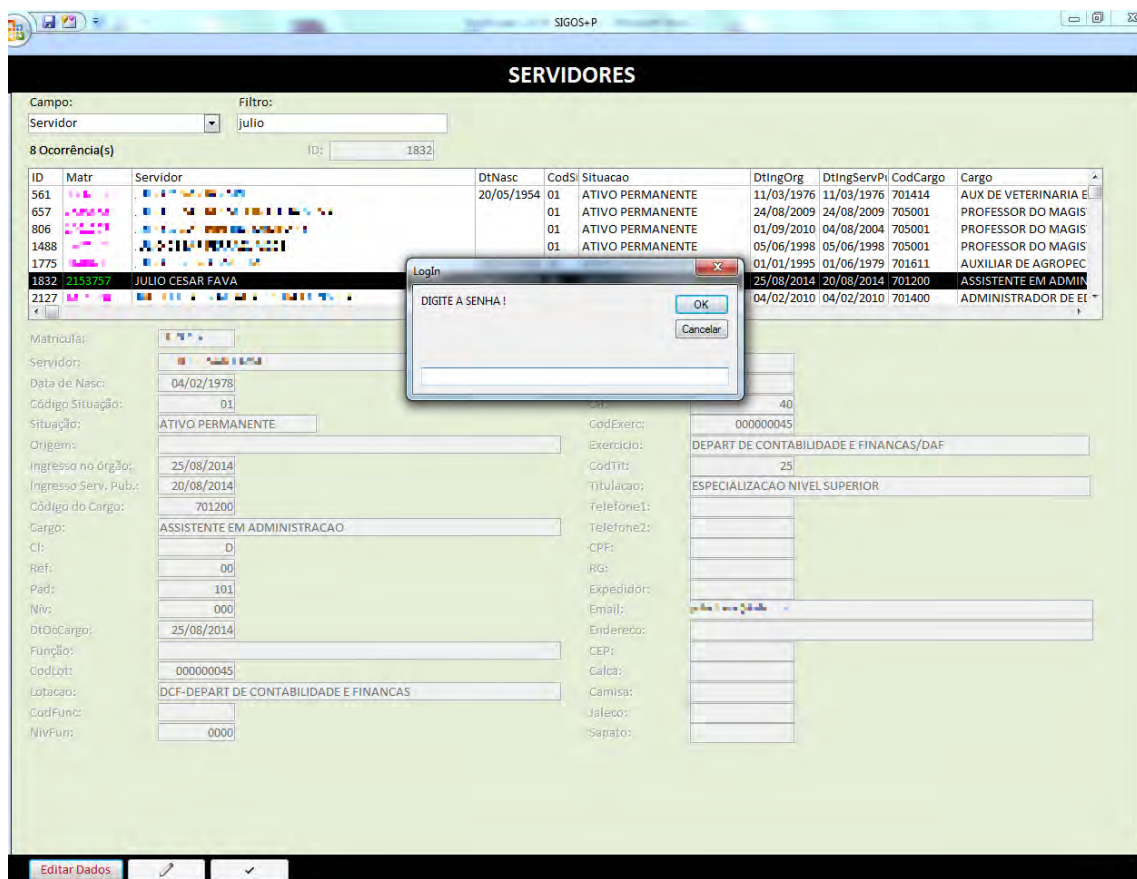 SIGOS+P
SERVIDORES
Campo: Filtro:
Servidor julio
8 Ocorrência(s) ID: 1832
ID Matr Servidor DtNasc CodSi Situacao DtIngOrg DtIngServPu CodCargo Cargo
561 20/05/1954 01 ATIVO PERMANENTE 11/03/1976 11/03/1976 701414 AUX DE VETERINARIA E
657 01 ATIVO PERMANENTE 24/08/2009 24/08/2009 705001 PROFESSOR DO MAGIS
806 01 ATIVO PERMANENTE 01/09/2010 04/08/2004 705001 PROFESSOR DO MAGIS
1488 01 ATIVO PERMANENTE 05/06/1998 05/06/1998 705001 PROFESSOR DO MAGIS
1775 01/01/1995 01/06/1979 701611 AUXILIAR DE AGROPEC
1832 2153757 JULIO CESAR FAVA 25/08/2014 20/08/2014 701200 ASSISTENTE EM ADMIN
2127 04/02/2010 04/02/2010 701400 ADMINISTRADOR DE EI
LogIn
DIGITE A SENHA !
OK
Cancelar
Matrícula:
Servidor:
Data de Nasc: 04/02/1978
Código Situação: 01 40
Situação: ATIVO PERMANENTE CodExerc: 000000045
Origem: Exercicio: DEPART DE CONTABILIDADE E FINANCAS/DAF
Ingresso no órgão: 25/08/2014 CodTit: 25
Ingresso Serv. Pub.: 20/08/2014 Titulacao: ESPECIALIZACAO NIVEL SUPERIOR
Código do Cargo: 701200 Telefone1:
Cargo: ASSISTENTE EM ADMINISTRACAO Telefone2:
Cl: D CPF:
Ref: 00 RG:
Pad: 101 Expedidor:
Niv: 000 Email:
DtOcCargo: 25/08/2014 Endereco:
Função: CEP:
CodLot: 000000045 Calca:
Lotacao: DCF-DEPART DE CONTABILIDADE E FINANCAS Camisa:
CodFunc: Jaleco:
NivFun: 0000 Sapato:
Editar Dados